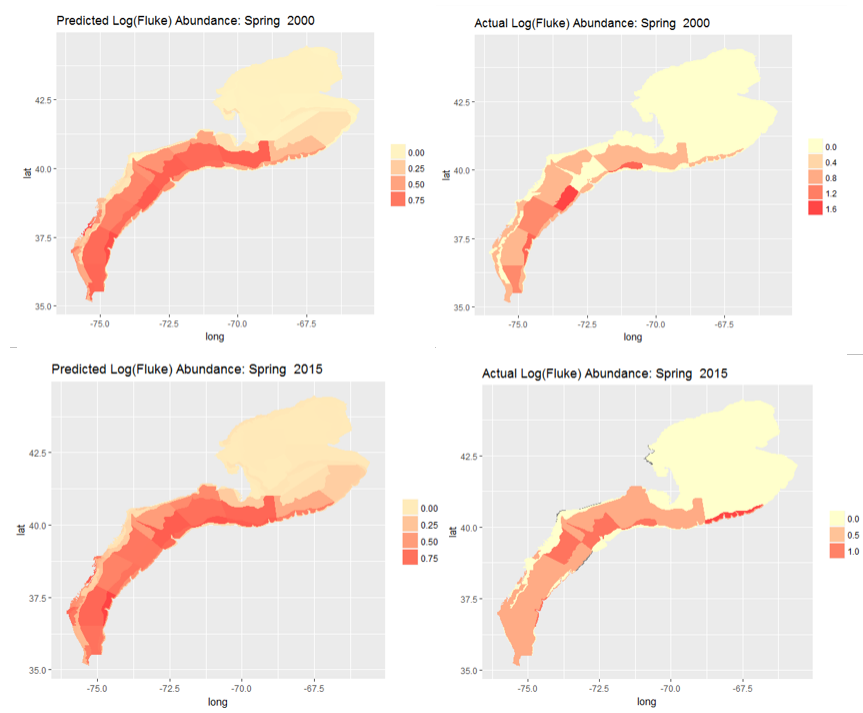 Predicted Log(Fluke) Abundance: Spring 2000
42.5
40.0
37.5
35.0
lat
-75.0 -72.5 -70.0 -67.5
long
0.00
0.25
0.50
0.75
Actual Log(Fluke) Abundance: Spring 2000
42.5
40.0
37.5
35.0
lat
-75.0 -72.5 -70.0 -67.5
long
0.0
0.4
0.8
1.2
1.6
Predicted Log(Fluke) Abundance: Spring 2015
42.5
40.0
37.5
35.0
lat
-75.0 -72.5 -70.0 -67.5
long
0.00
0.25
0.50
0.75
Actual Log(Fluke) Abundance: Spring 2015
42.5
40.0
37.5
35.0
lat
-75.0 -72.5 -70.0 -67.5
long
0.0
0.5
1.0